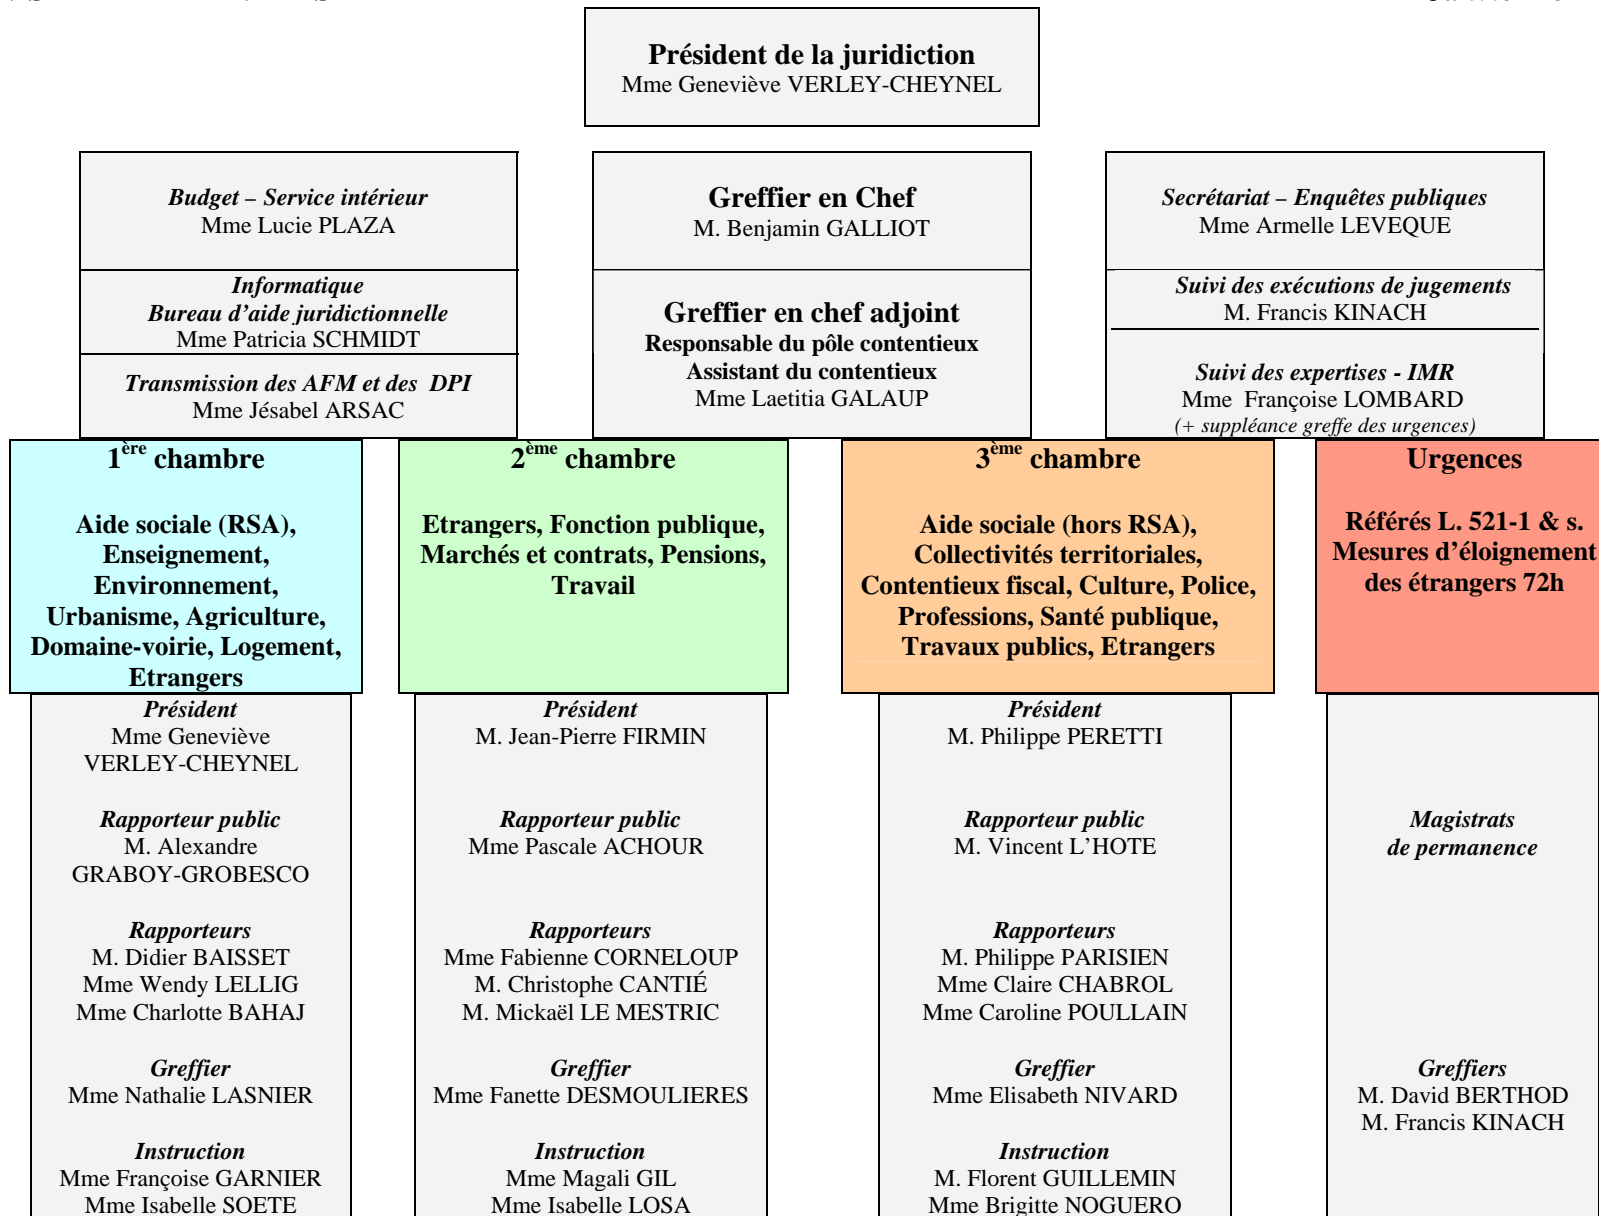 Président de la juridiction
Mme Geneviève VERLEY-CHEYNEL
Budget – Service intérieur
Mme Lucie PLAZA
Informatique
Bureau d'aide juridictionnelle
Mme Patricia SCHMIDT
Transmission des AFM et des DPI
Mme Jésabel ARSAC
Greffier en Chef
M. Benjamin GALLIOT
Greffier en chef adjoint
Responsable du pôle contentieux
Assistant du contentieux
Mme Laetitia GALAUP
Secrétariat – Enquêtes publiques
Mme Armelle LEVEQUE
Suivi des exécutions de jugements
M. Francis KINACH
Suivi des expertises - IMR
Mme Françoise LOMBARD
(+ suppléance greffe des urgences)
1ère chambre
Aide sociale (RSA),
Enseignement,
Environnement,
Urbanisme, Agriculture,
Domaine-voirie, Logement,
Etrangers
Président
Mme Geneviève
VERLEY-CHEYNEL
Rapporteur public
M. Alexandre
GRABOY-GROBESCO
Rapporteurs
M. Didier BAISSET
Mme Wendy LELLIG
Mme Charlotte BAHAJ
Greffier
Mme Nathalie LASNIER
Instruction
Mme Françoise GARNIER
Mme Isabelle SOETE
2ème chambre
Etrangers, Fonction publique,
Marchés et contrats, Pensions,
Travail
Président
M. Jean-Pierre FIRMIN
Rapporteur public
Mme Pascale ACHOUR
Rapporteurs
Mme Fabienne CORNELOUP
M. Christophe CANTIÉ
M. Mickaël LE MESTRIC
Greffier
Mme Fanette DESMOULIERES
Instruction
Mme Magali GIL
Mme Isabelle LOSA
3ème chambre
Aide sociale (hors RSA),
Collectivités territoriales,
Contentieux fiscal, Culture, Police,
Professions, Santé publique,
Travaux publics, Etrangers
Président
M. Philippe PERETTI
Rapporteur public
M. Vincent L'HOTE
Rapporteurs
M. Philippe PARISIEN
Mme Claire CHABROL
Mme Caroline POULLAIN
Greffier
Mme Elisabeth NIVARD
Instruction
M. Florent GUILLEMIN
Mme Brigitte NOGUERO
Urgences
Référés L. 521-1 & s.
Mesures d'éloignement
des étrangers 72h
Magistrats
de permanence
Greffiers
M. David BERTHOD
M. Francis KINACH